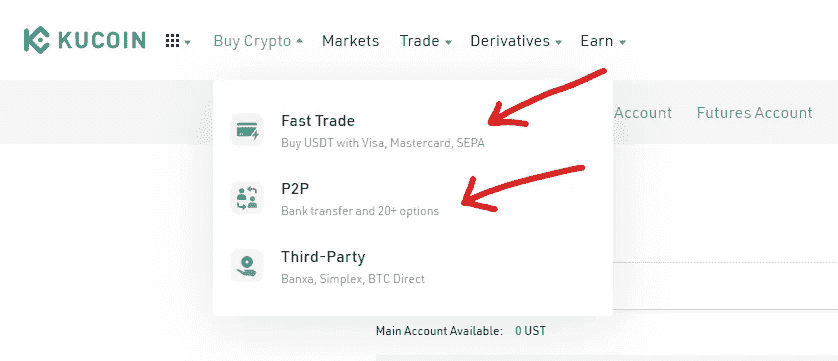 KUCOIN Buy Crypto Markets Trade Derivatives Earn
Fast Trade
Buy USDT with Visa, Mastercard, SEPA
Account Futures Account
P2P
Bank transfer and 20+ options
Third-Party
Banxa, Simplex, BTC Direct
Main Account Available: 0 UST